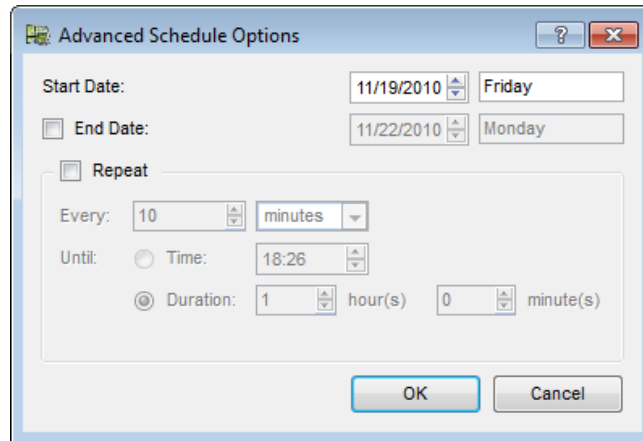 Advanced Schedule Options
Start Date: 11/19/2010 Friday
End Date: 11/22/2010 Monday
Repeat
Every: 10 minutes
Until: Time: 18:26
Duration: 1 hour(s) 0 minute(s)
OK Cancel